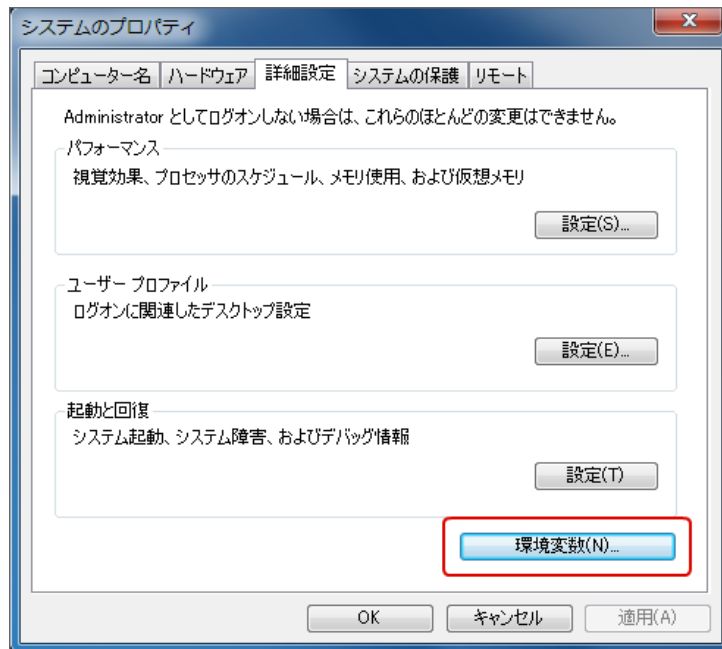 システムのプロパティ
コンピューター名 ハードウェア 詳細設定 システムの保護 リモート
Administrator としてログオンしない場合は、これらのほとんどの変更はできません。
パフォーマンス
視覚効果、プロセッサのスケジュール、メモリ使用、および仮想メモリ
設定(S)...
ユーザー プロファイル
ログオンに関連したデスクトップ設定
設定(E)...
起動と回復
システム起動、システム障害、およびデバッグ情報
設定(T)
環境変数(N)...
OK キャンセル 適用(A)